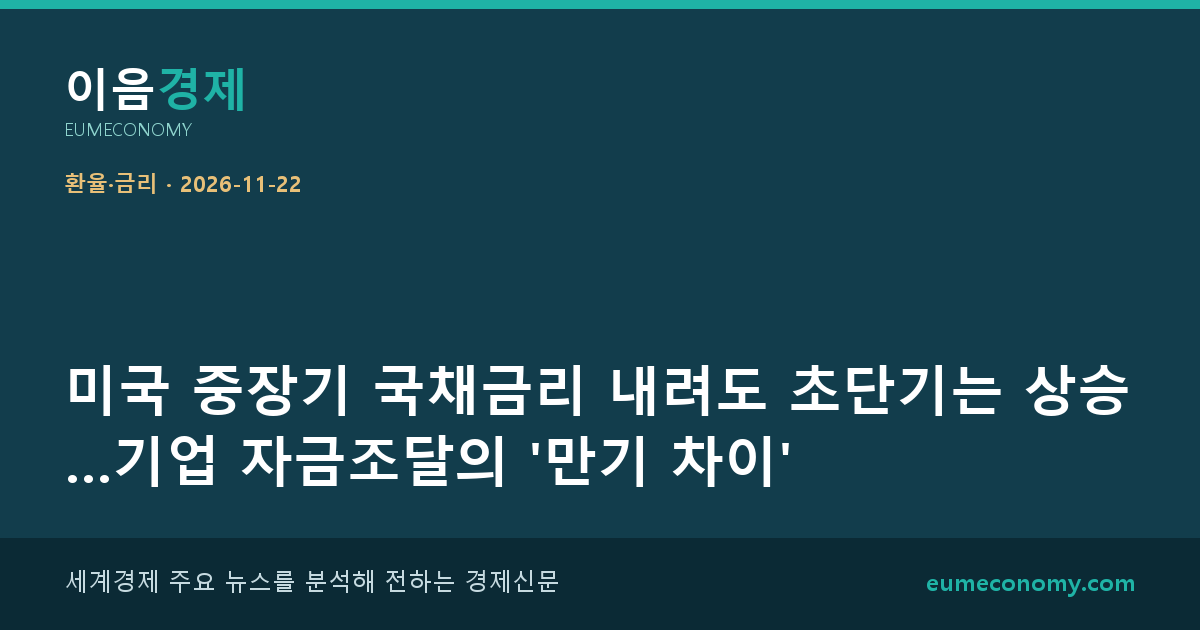 이음경제
EUMECONOMY
환율·금리 · 2026-11-22
미국 중장기 국채금리 내려도 초단기는 상승
…기업 자금조달의 '만기 차이'
세계경제 주요 뉴스를 분석해 전하는 경제신문
eumeconomy.com